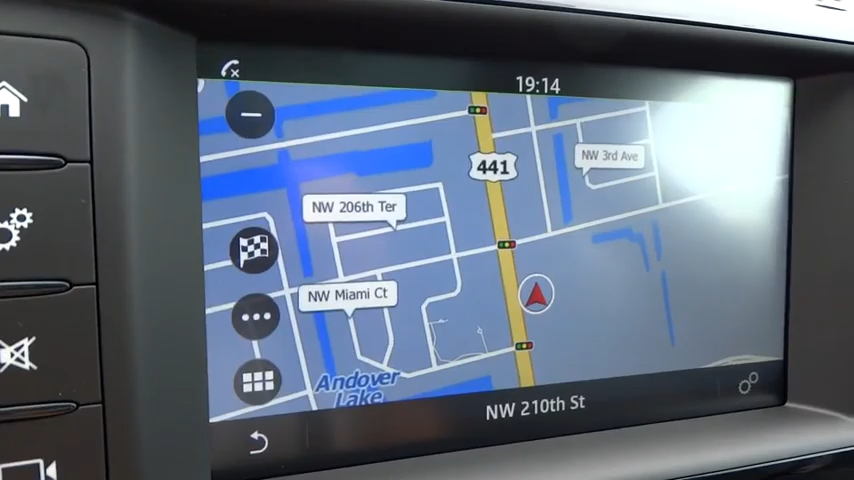 19:14
441
NW 3rd Ave
NW 206th Ter
NW Miami Ct
Andover
Lake
NW 210th St